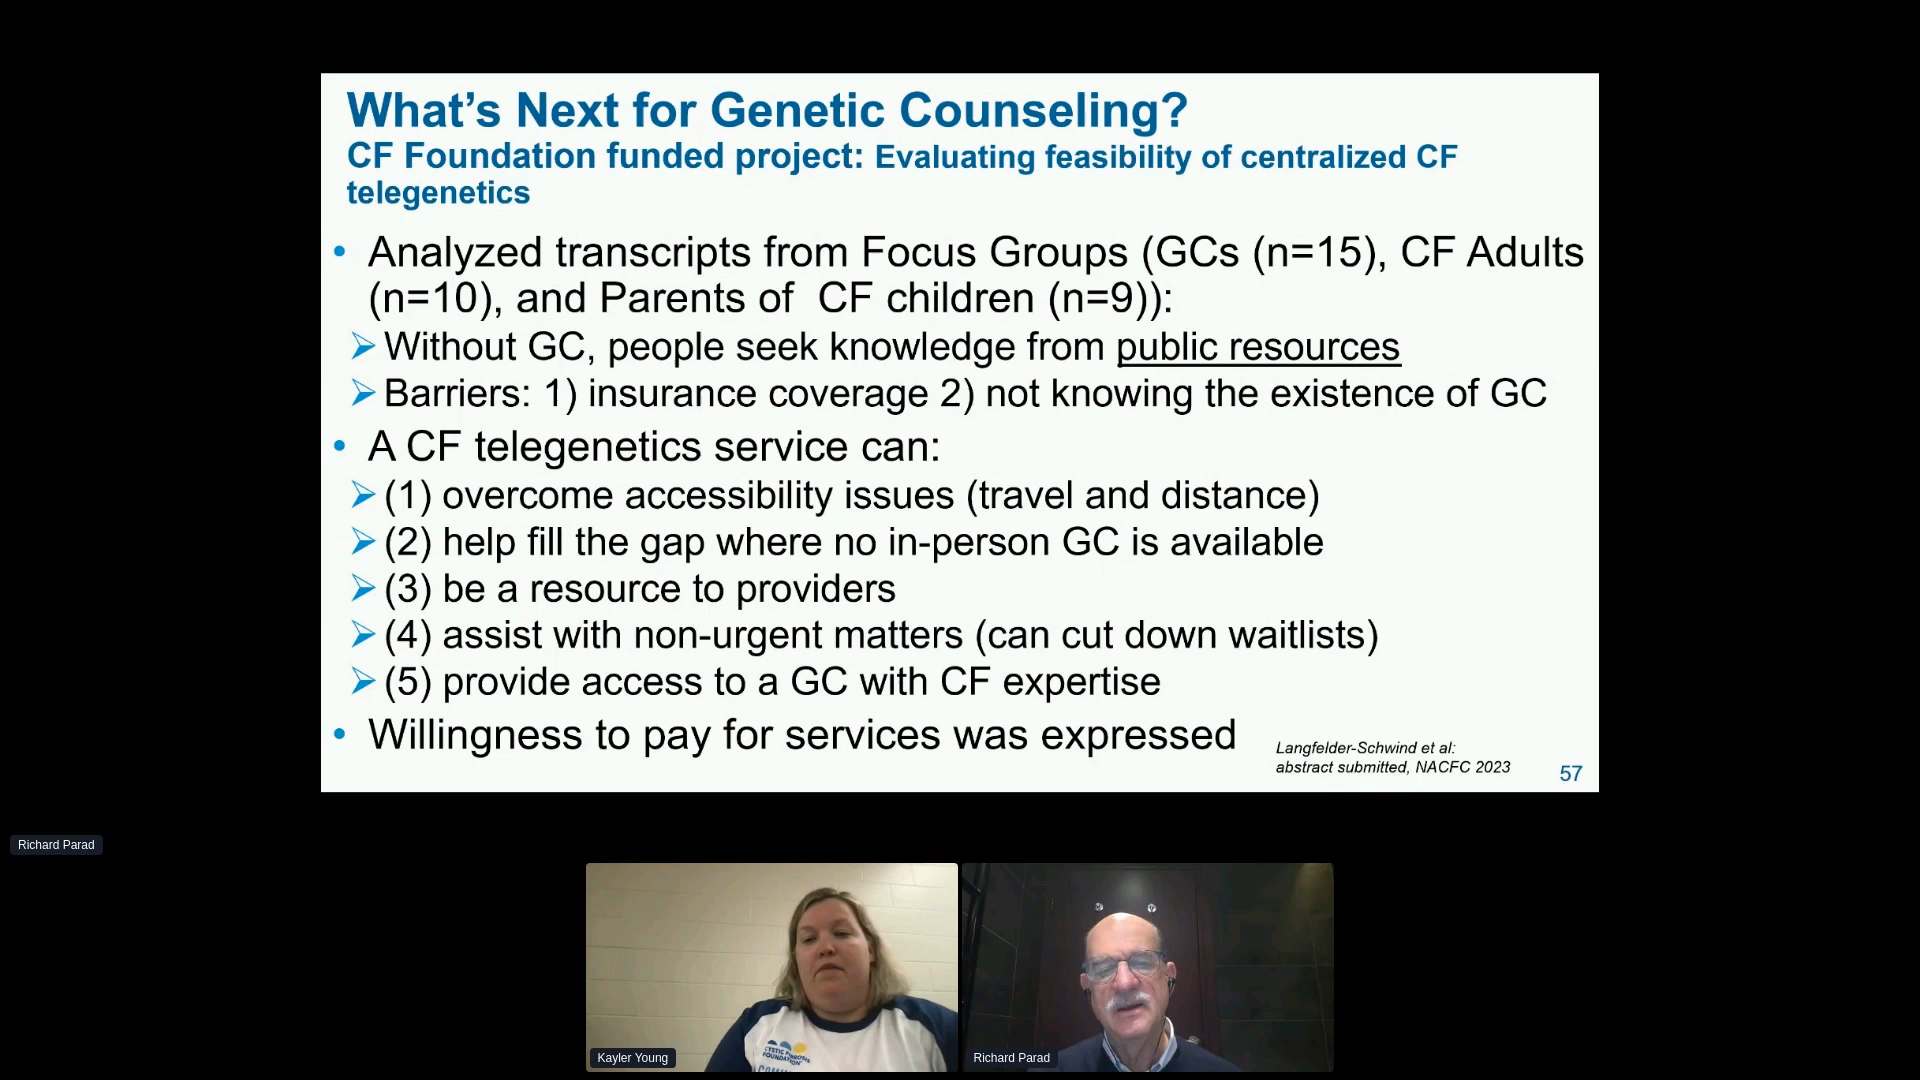 What's Next for Genetic Counseling?
CF Foundation funded project: Evaluating feasibility of centralized CF
telegenetics
• Analyzed transcripts from Focus Groups (GCs (n=15), CF Adults
(n=10), and Parents of  CF children (n=9)):
➢ Without GC, people seek knowledge from public resources
➢ Barriers: 1) insurance coverage 2) not knowing the existence of GC
• A CF telegenetics service can:
➢ (1) overcome accessibility issues (travel and distance)
➢ (2) help fill the gap where no in-person GC is available
➢ (3) be a resource to providers
➢ (4) assist with non-urgent matters (can cut down waitlists)
➢ (5) provide access to a GC with CF expertise
• Willingness to pay for services was expressed
Langfelder-Schwind et al:
abstract submitted, NACFC 2023
57
Richard Parad
CYSTIC FIBROSIS
FOUNDATION
Kayler Young
Richard Parad